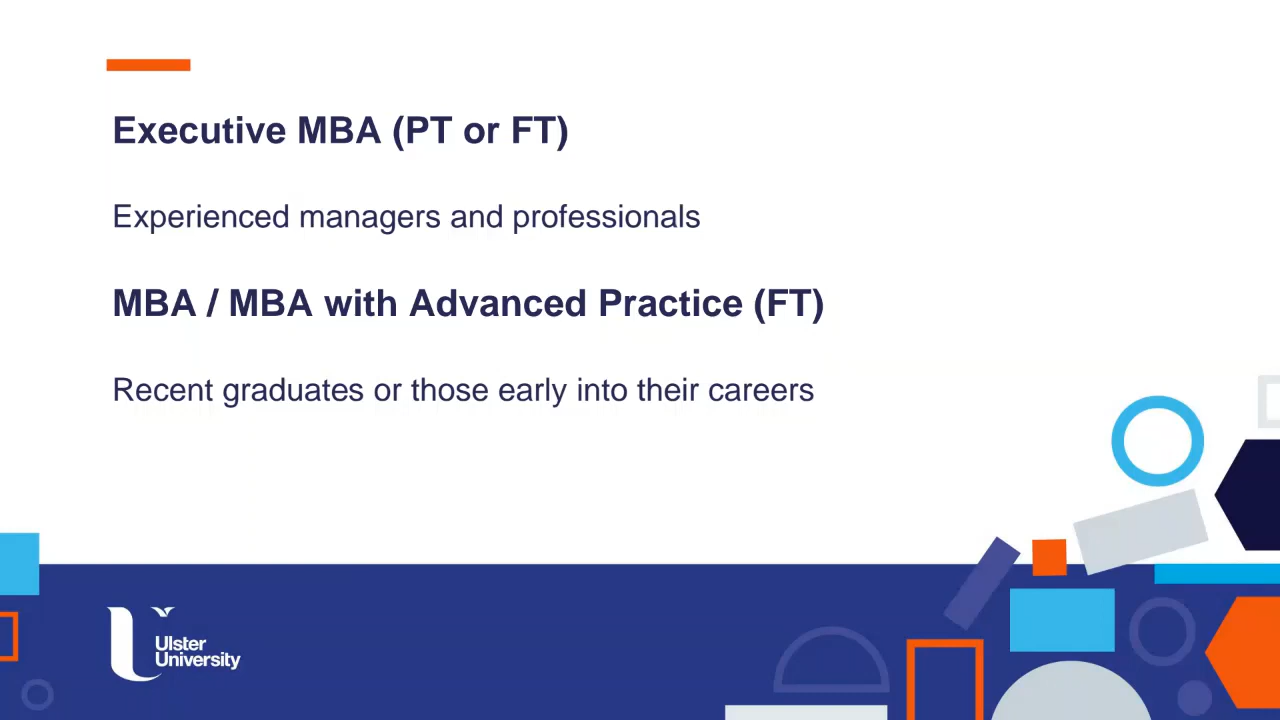 Executive MBA (PT or FT)
Experienced managers and professionals
MBA / MBA with Advanced Practice (FT)
Recent graduates or those early into their careers
Ulster
University